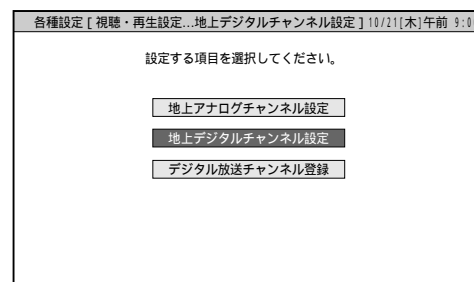 各種設定 [ 視聴・再生設定...地上デジタルチャンネル設定 ] 10/21[木]午前 9:0
設定する項目を選択してください。
地上アナログチャンネル設定
地上デジタルチャンネル設定
デジタル放送チャンネル登録